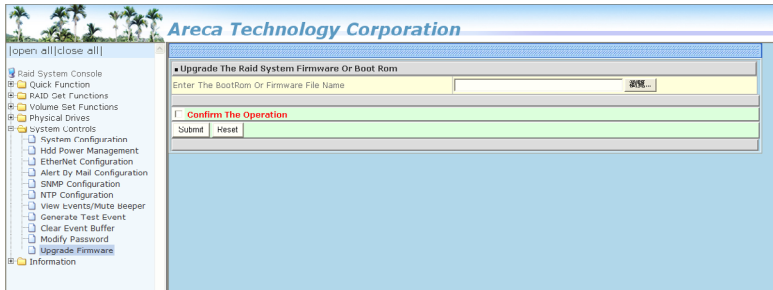 Areca Technology Corporation
|open all|close all|
Raid System Console
Quick Function
RAID Set Functions
Volume Set Functions
Physical Drives
System Controls
System Configuration
Hdd Power Management
EtherNet Configuration
Alert By Mail Configuration
SNMP Configuration
NTP Configuration
View Events/Mute Beeper
Generate Test Event
Clear Event Buffer
Modify Password
Upgrade Firmware
Information
Upgrade The Raid System Firmware Or Boot Rom
Enter The BootRom Or Firmware File Name
瀏覽...
Confirm The Operation
Submit Reset